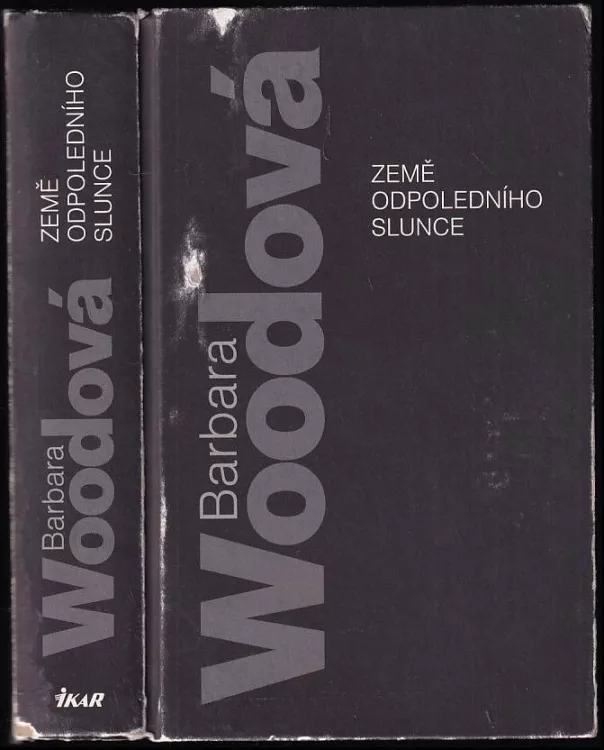 Barbara
Woodová
ZEMĚ
ODPOLEDNÍHO
SLUNCE
IKAR
Barbara
Woodová
ZEMĚ
ODPOLEDNÍHO
SLUNCE